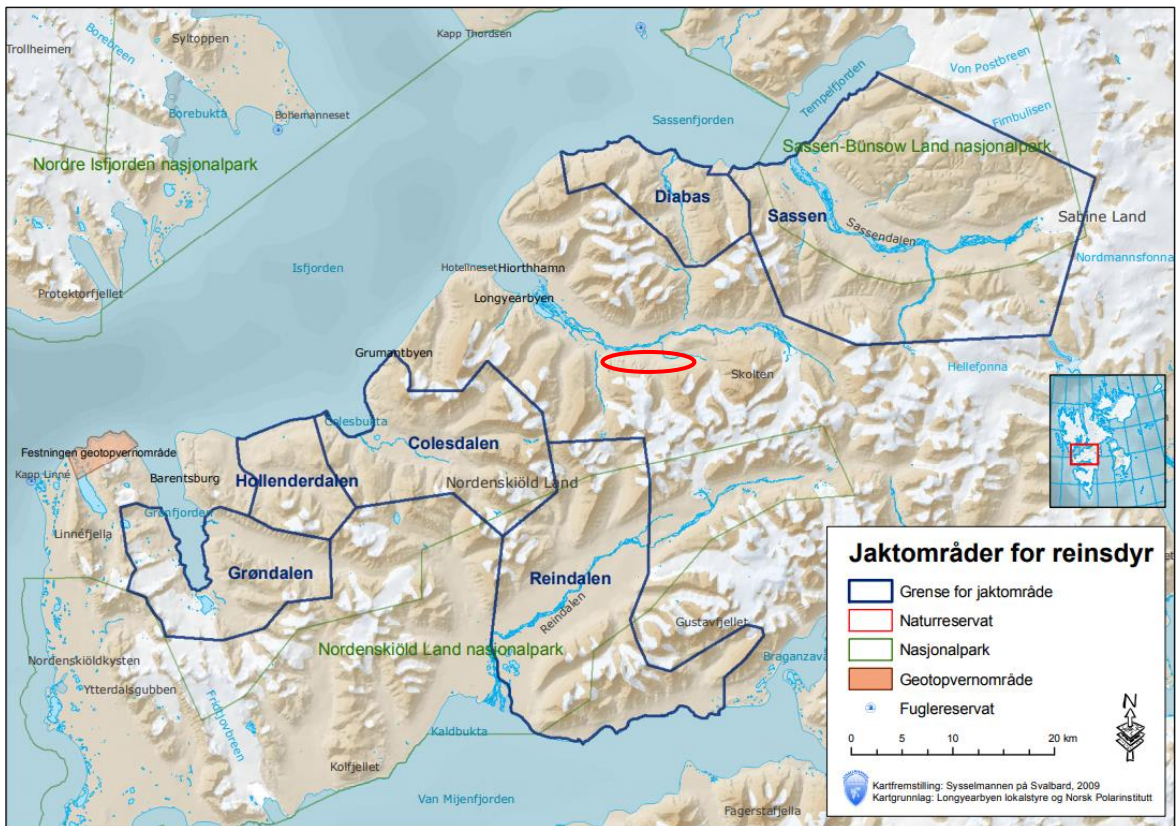 Trollheimen
Borebreen
Syltoppen
Kapp Thordsen
Von Postbreen
Tempelfjorden
Borebukta
Bohemanneset
Sassenfjorden
Fimbulisen
Sassen-Bünsow Land nasjonalpark
Nordre Isfjorden nasjonalpark
Diabas
Sassen
Sassendalen
Sabine Land
Nordmannsfonna
Isfjorden
Hotellneset
Hiorthhamn
Protektorfjellet
Longyearbyen
Grumantbyen
Skolten
Hellefonna
Colesbukta
Colesdalen
Festningen geotopvernområde
Kapp Linné
Barentsburg
Hollenderdalen
Nordenskiöld Land
Grønfjorden
Linnéfjella
Grøndalen
Reindalen
Reindalen
Gustavfjellet
Nordenskiöld Land nasjonalpark
Nordenskiöldkysten
Ytterdalsgubben
Fridtjovbreen
Kaldbukta
Kolfjellet
Van Mijenfjorden
Fagerstafjella
Jaktområder for reinsdyr
Grense for jaktområde
Naturreservat
Nasjonalpark
Geotopvernområde
Fuglereservat
N
0 5 10 20 km
Kartfremstilling: Sysselmannen på Svalbard, 2009
Kartgrunnlag: Longyearbyen lokalstyre og Norsk Polarinstitutt